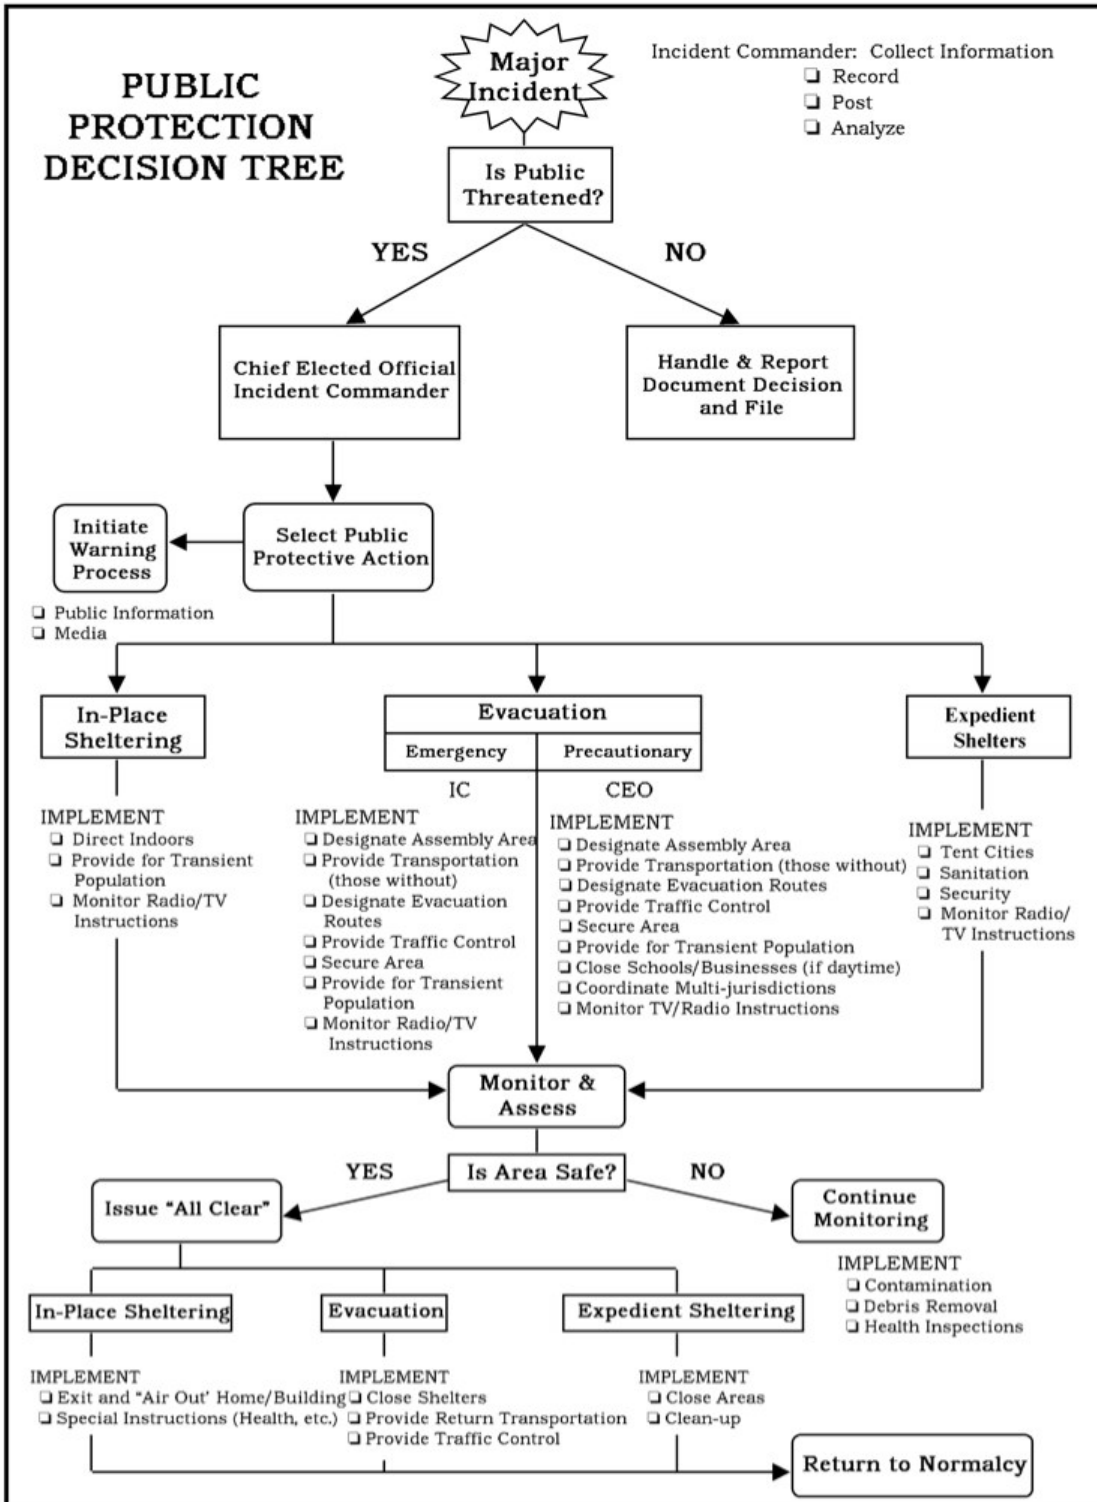 PUBLIC
PROTECTION
DECISION TREE
Major
Incident
Incident Commander: Collect Information
❏ Record
❏ Post
❏ Analyze
Is Public
Threatened?
YES
NO
Chief Elected Official
Incident Commander
Handle & Report
Document Decision
and File
Initiate
Warning
Process
Select Public
Protective Action
❏ Public Information
❏ Media
In-Place
Sheltering
Evacuation
Emergency
Precautionary
Expedient
Shelters
IC
CEO
IMPLEMENT
❏ Direct Indoors
❏ Provide for Transient
Population
❏ Monitor Radio/TV
Instructions
IMPLEMENT
❏ Designate Assembly Area
❏ Provide Transportation
(those without)
❏ Designate Evacuation
Routes
❏ Provide Traffic Control
❏ Secure Area
❏ Provide for Transient
Population
❏ Monitor Radio/TV
Instructions
IMPLEMENT
❏ Designate Assembly Area
❏ Provide Transportation (those without)
❏ Designate Evacuation Routes
❏ Provide Traffic Control
❏ Secure Area
❏ Provide for Transient Population
❏ Close Schools/Businesses (if daytime)
❏ Coordinate Multi-jurisdictions
❏ Monitor TV/Radio Instructions
IMPLEMENT
❏ Tent Cities
❏ Sanitation
❏ Security
❏ Monitor Radio/
TV Instructions
Monitor &
Assess
Is Area Safe?
YES
NO
Issue "All Clear"
Continue
Monitoring
IMPLEMENT
❏ Contamination
❏ Debris Removal
❏ Health Inspections
In-Place Sheltering
Evacuation
Expedient Sheltering
IMPLEMENT
❏ Exit and "Air Out' Home/Building
❏ Special Instructions (Health, etc.)
IMPLEMENT
❏ Close Shelters
❏ Provide Return Transportation
❏ Provide Traffic Control
IMPLEMENT
❏ Close Areas
❏ Clean-up
Return to Normalcy